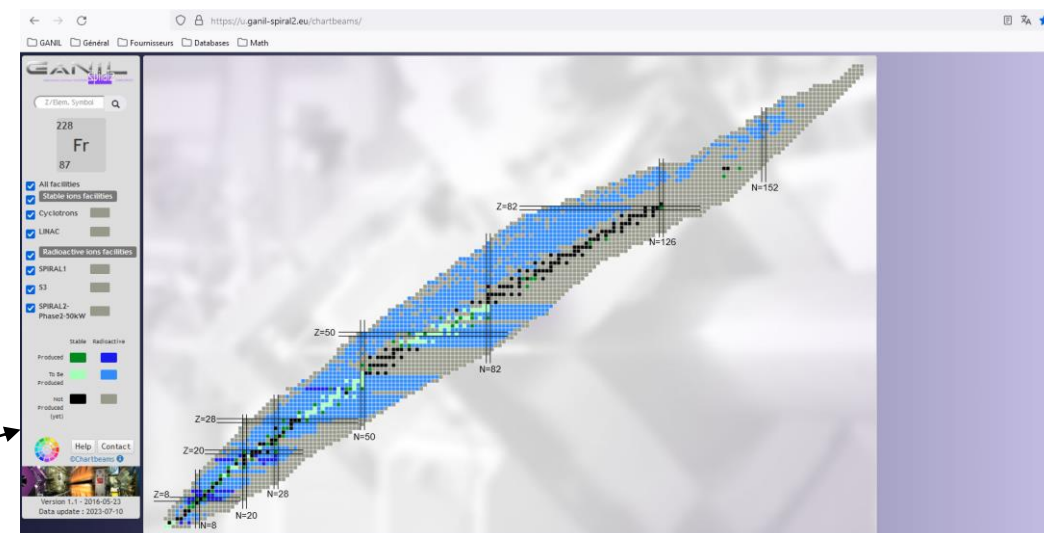 https://u.ganil-spiral2.eu/chartbeams/
GANIL Général Fournisseurs Databases Math
GANIL
Spiral2
Z/Elem. Symbol
228
Fr
87
All facilities
Stable ions facilities
Cyclotrons
LINAC
Radioactive ions facilities
SPIRAL1
S3
SPIRAL2-
Phase2-50kW
Stable Radioactive
Produced
To Be
Produced
Not
Produced
(yet)
Help Contact
©Chartbeams
Version 1.1 - 2016-05-23
Data update : 2023-07-10
N=152
Z=82
N=126
Z=50
N=82
Z=28
N=50
Z=20
N=28
Z=8
N=20
N=8